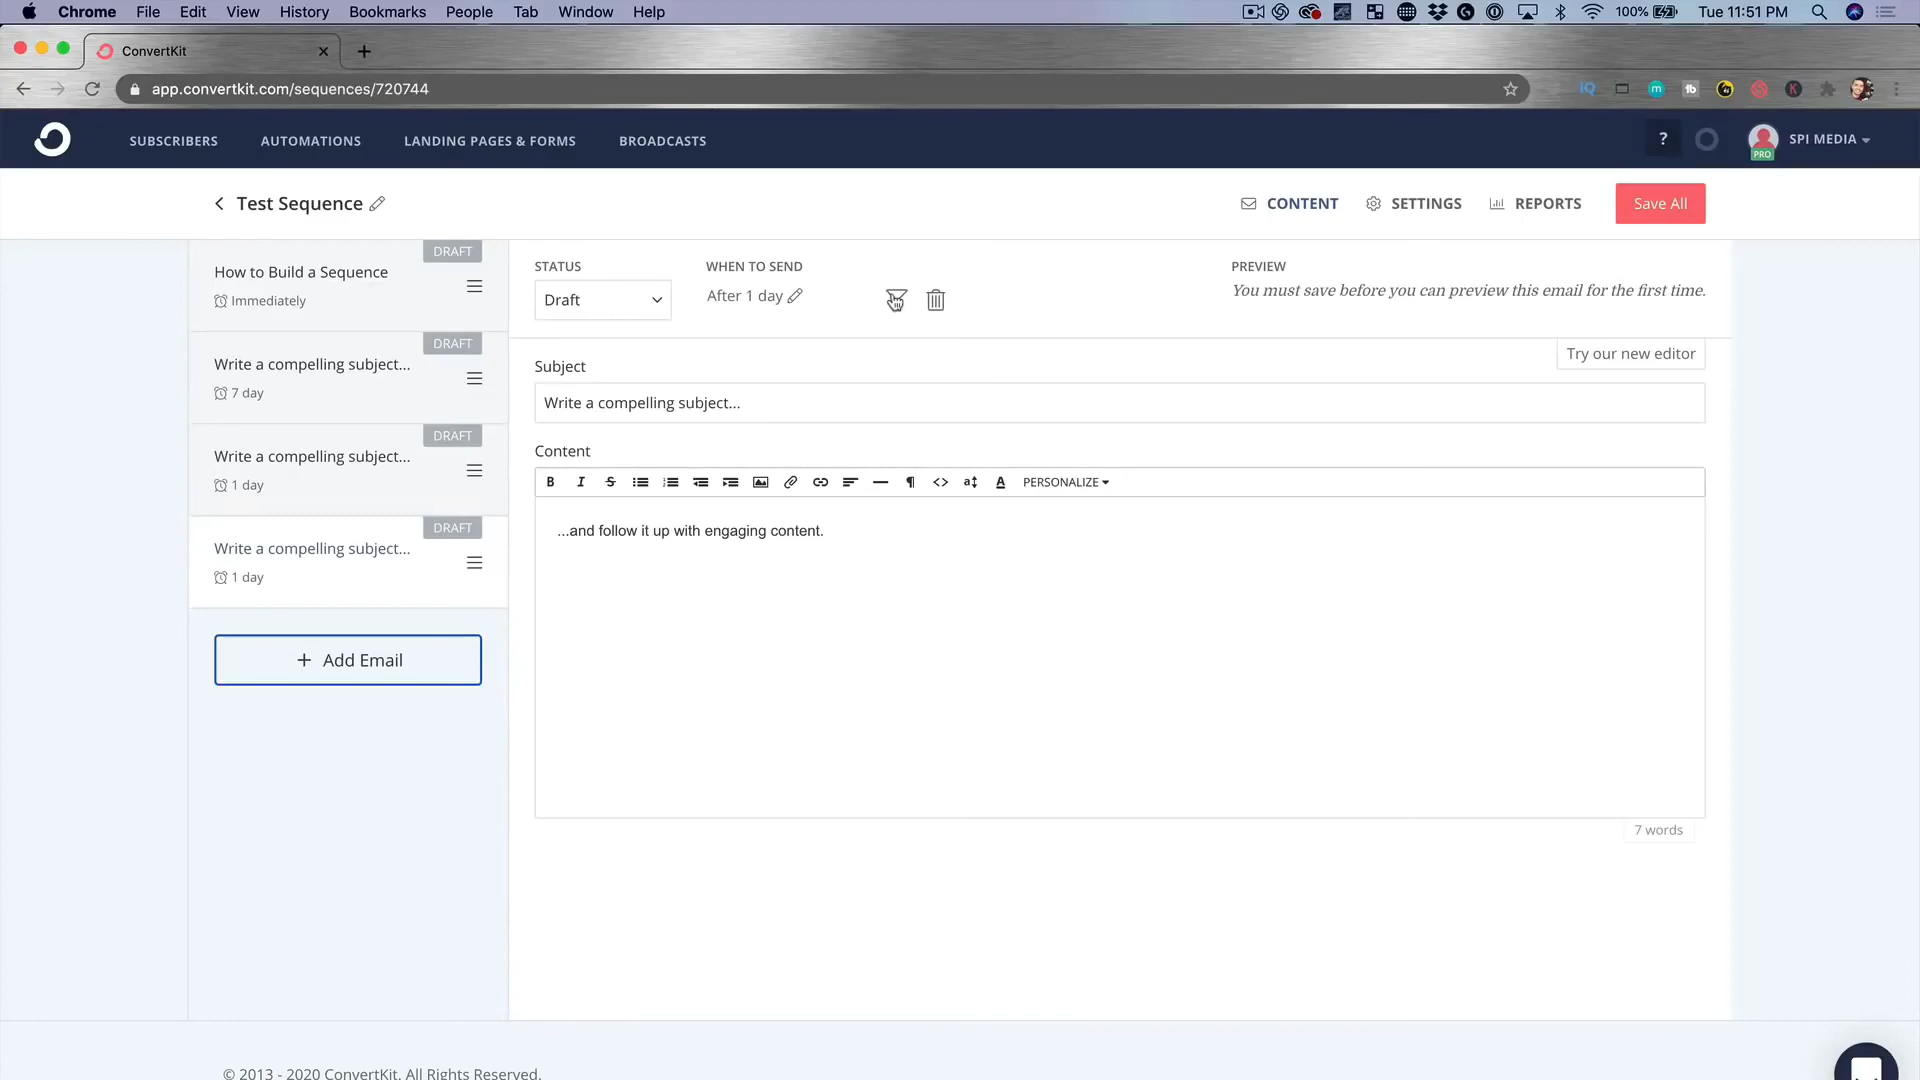 Chrome File Edit View History Bookmarks People Tab Window Help 100% Tue 11:51 PM
ConvertKit
app.convertkit.com/sequences/720744
SUBSCRIBERS AUTOMATIONS LANDING PAGES & FORMS BROADCASTS ? PRO SPI MEDIA
Test Sequence CONTENT SETTINGS REPORTS Save All
DRAFT
How to Build a Sequence
Immediately
DRAFT
Write a compelling subject...
7 day
DRAFT
Write a compelling subject...
1 day
DRAFT
Write a compelling subject...
1 day
+ Add Email
STATUS
Draft
WHEN TO SEND
After 1 day
PREVIEW
You must save before you can preview this email for the first time.
Try our new editor
Subject
Write a compelling subject...
Content
B I S <> A PERSONALIZE
...and follow it up with engaging content.
7 words
© 2013 - 2020 ConvertKit. All Rights Reserved.